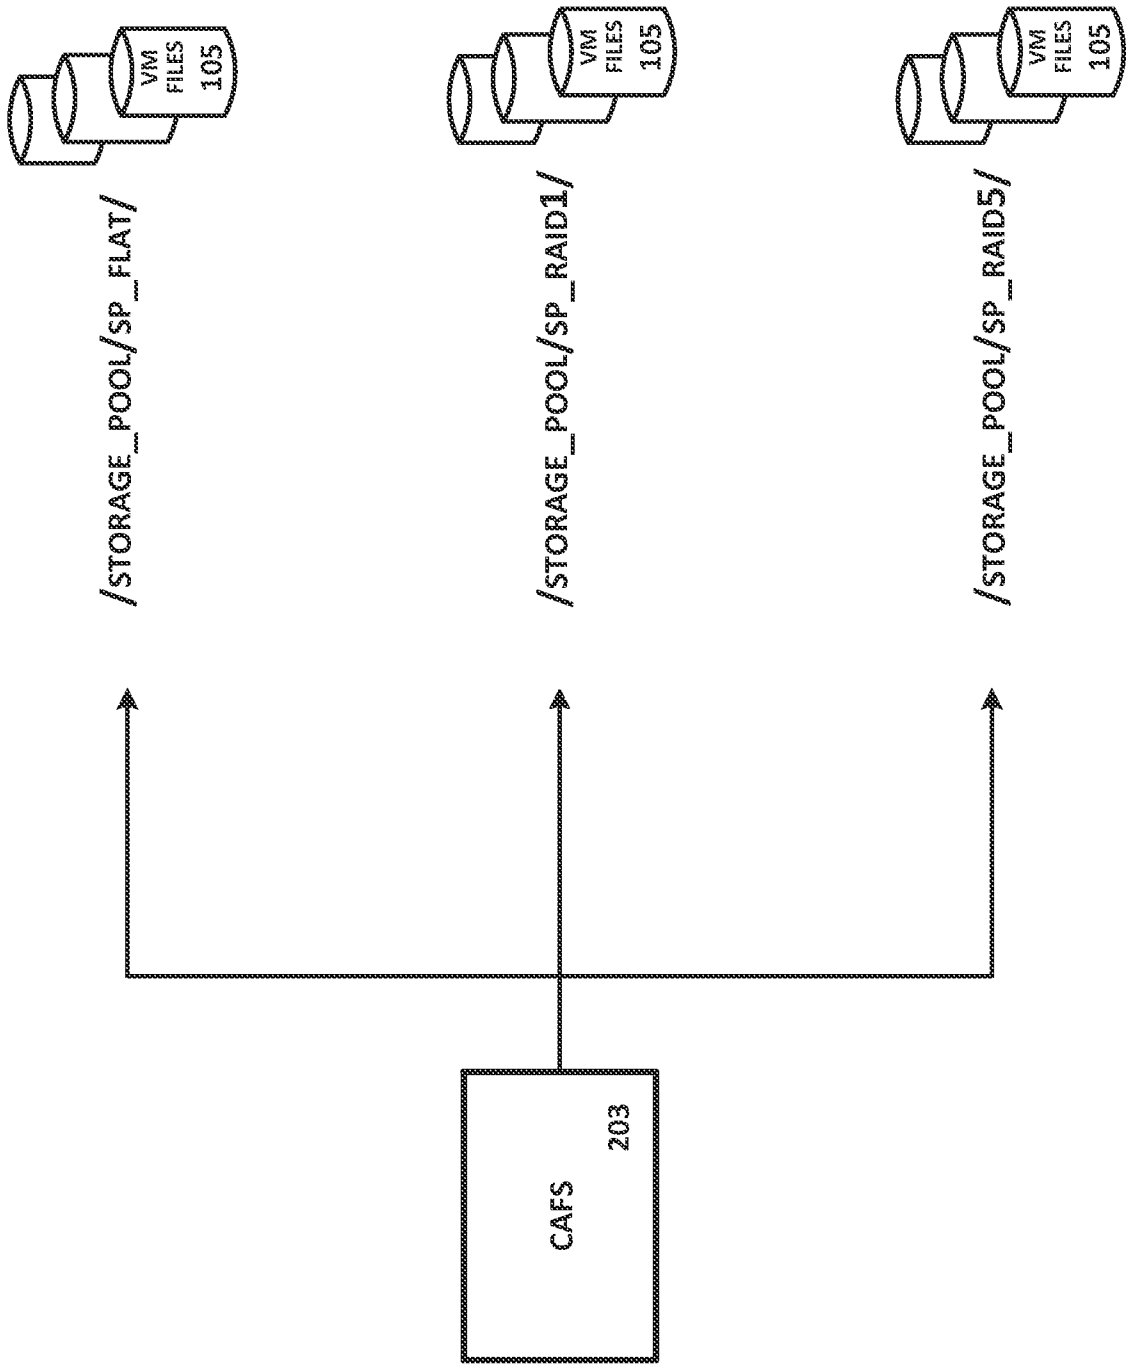 CAFS
203
/STORAGE_POOL/SP_FLAT/
VM
FILES
105
/STORAGE_POOL/SP_RAID1/
VM
FILES
105
/STORAGE_POOL/SP_RAID5/
VM
FILES
105